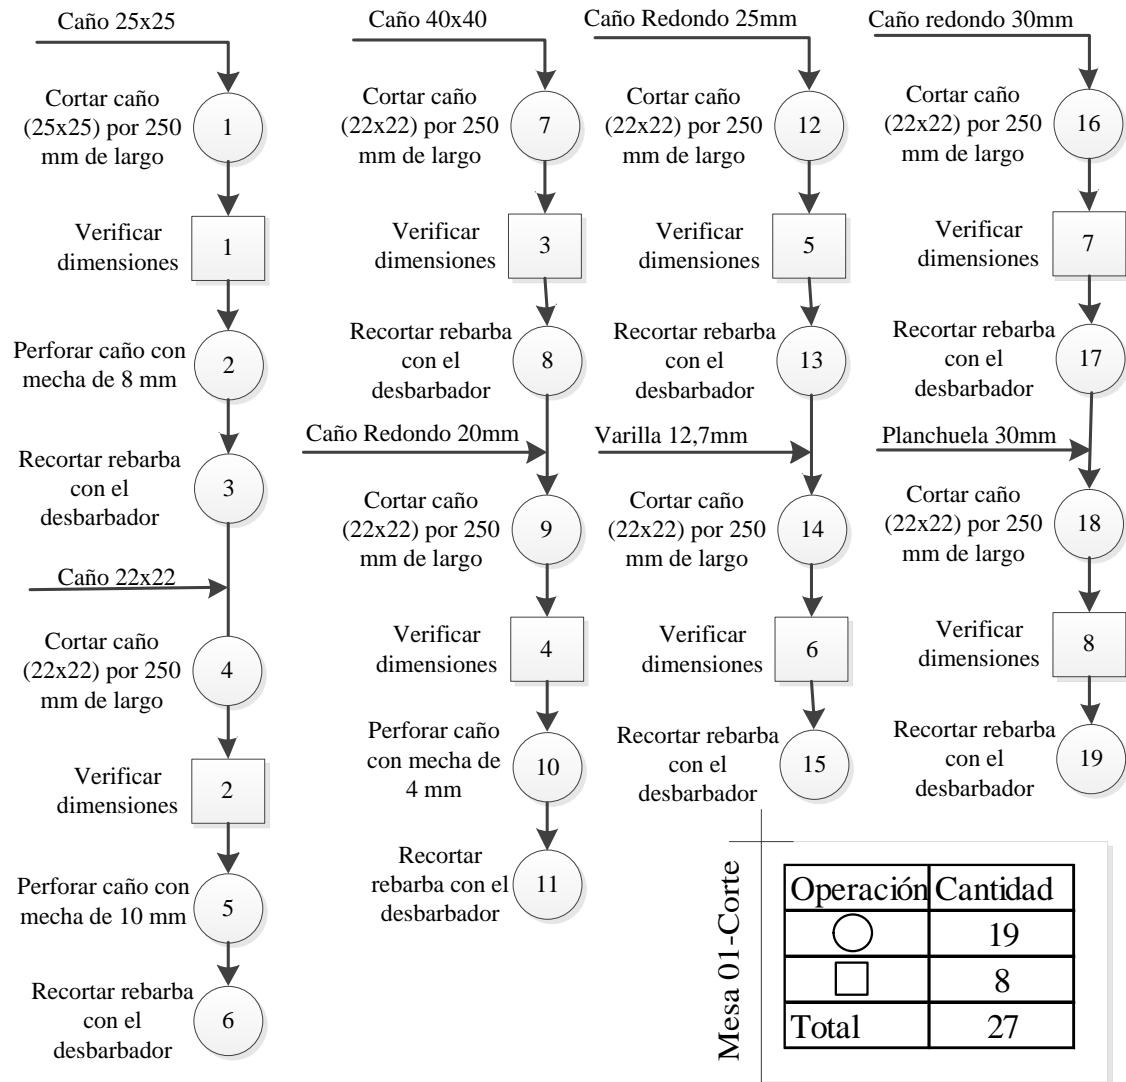 Caño 25x25
Cortar caño
(25x25) por 250
mm de largo
1
Verificar
dimensiones
1
Perforar caño con
mecha de 8 mm
2
Recortar rebarba
con el
desbarbador
3
Caño 22x22
Cortar caño
(22x22) por 250
mm de largo
4
Verificar
dimensiones
2
Perforar caño con
mecha de 10 mm
5
Recortar rebarba
con el
desbarbador
6
Caño 40x40
Cortar caño
(22x22) por 250
mm de largo
7
Verificar
dimensiones
3
Recortar rebarba
con el
desbarbador
8
Caño Redondo 20mm
Cortar caño
(22x22) por 250
mm de largo
9
Verificar
dimensiones
4
Perforar caño
con mecha de
4 mm
10
Recortar
rebarba con el
desbarbador
11
Caño Redondo 25mm
Cortar caño
(22x22) por 250
mm de largo
12
Verificar
dimensiones
5
Recortar rebarba
con el
desbarbador
13
Varilla 12,7mm
Cortar caño
(22x22) por 250
mm de largo
14
Verificar
dimensiones
6
Recortar rebarba
con el
desbarbador
15
Caño redondo 30mm
Cortar caño
(22x22) por 250
mm de largo
16
Verificar
dimensiones
7
Recortar rebarba
con el
desbarbador
17
Planchuela 30mm
Cortar caño
(22x22) por 250
mm de largo
18
Verificar
dimensiones
8
Recortar rebarba
con el
desbarbador
19
Mesa 01-Corte
Operación Cantidad
19
8
Total 27